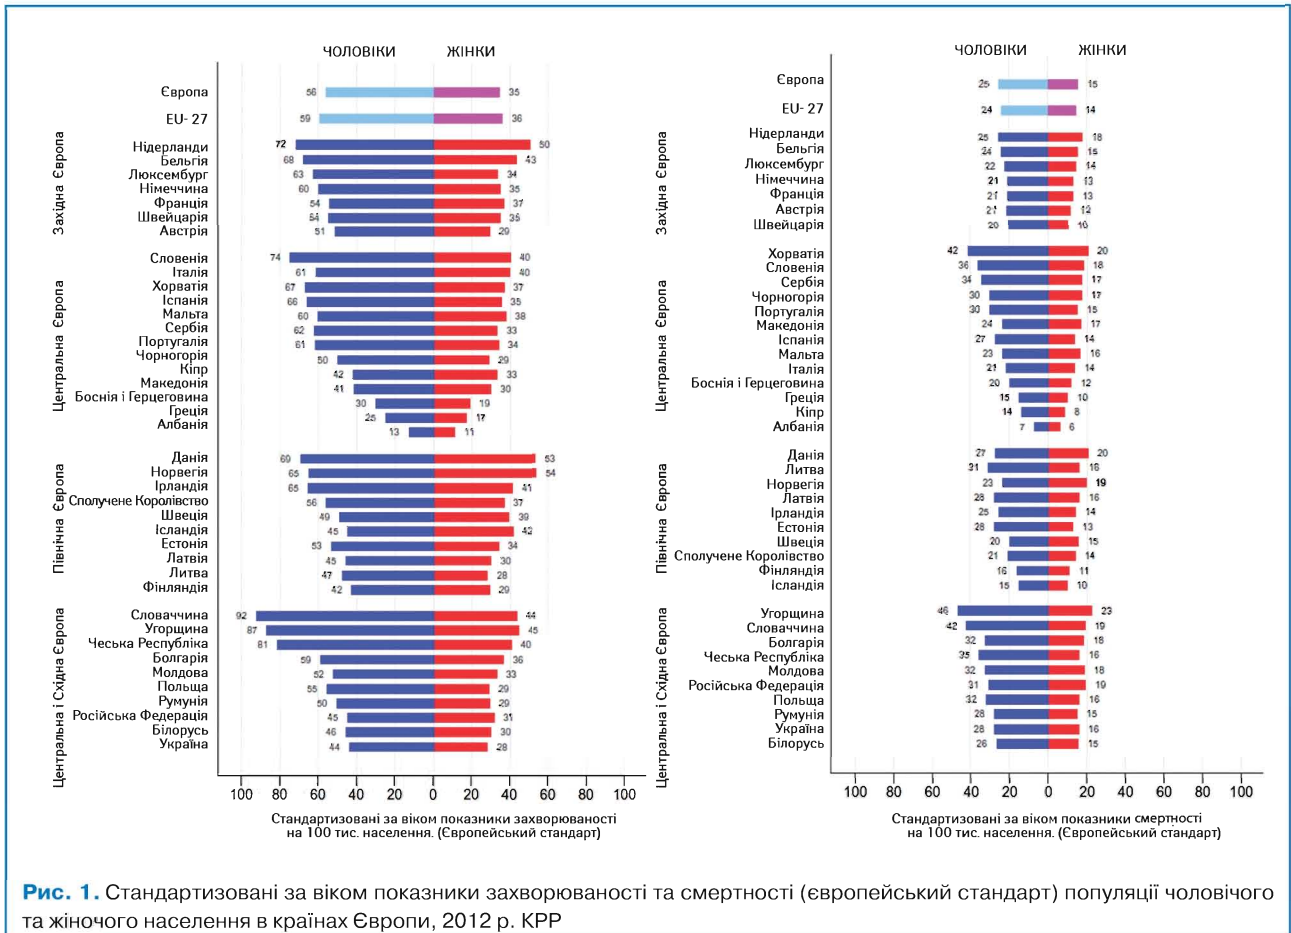 ЧОЛОВІКИ ЖІНКИ
Європа 56 35
EU- 27 59 36
Західна Європа
Нідерланди 72 50
Бельгія 68 43
Люксембург 63 34
Німеччина 60 35
Франція 54 37
Швейцарія 54 35
Австрія 51 29
Центральна Європа
Словенія 74 40
Італія 61 40
Хорватія 67 37
Іспанія 66 35
Мальта 60 38
Сербія 62 33
Португалія 61 34
Чорногорія 50 29
Кіпр 42 33
Македонія 41 30
Боснія і Герцеговина 30 19
Греція 25 17
Албанія 13 11
Північна Європа
Данія 69 53
Норвегія 65 54
Ірландія 65 41
Сполучене Королівство 56 37
Швеція 49 39
Ісландія 45 42
Естонія 53 34
Латвія 45 30
Литва 47 28
Фінляндія 42 29
Центральна і Східна Європа
Словаччина 92 44
Угорщина 87 45
Чеська Республіка 81 40
Болгарія 59 36
Молдова 52 33
Польща 55 29
Румунія 50 29
Російська Федерація 45 31
Білорусь 46 30
Україна 44 28
100 80 60 40 20 0 20 40 60 80 100
Стандартизовані за віком показники захворюваності
на 100 тис. населення. (Європейський стандарт)
ЧОЛОВІКИ ЖІНКИ
Європа 25 15
EU- 27 24 14
Західна Європа
Нідерланди 25 18
Бельгія 24 15
Люксембург 22 14
Німеччина 21 13
Франція 21 13
Австрія 21 12
Швейцарія 20 10
Центральна Європа
Хорватія 42 20
Словенія 36 18
Сербія 34 17
Чорногорія 30 17
Португалія 30 15
Македонія 24 17
Іспанія 27 14
Мальта 23 16
Італія 21 14
Боснія і Герцеговина 20 12
Греція 15 10
Кіпр 14 8
Албанія 7 6
Північна Європа
Данія 27 20
Литва 31 16
Норвегія 23 19
Латвія 28 16
Ірландія 25 14
Естонія 28 13
Швеція 20 15
Сполучене Королівство 21 14
Фінляндія 16 11
Ісландія 15 10
Центральна і Східна Європа
Угорщина 46 23
Словаччина 42 19
Болгарія 32 18
Чеська Республіка 35 16
Молдова 32 18
Російська Федерація 31 19
Польща 32 16
Румунія 28 15
Україна 28 16
Білорусь 26 15
100 80 60 40 20 0 20 40 60 80 100
Стандартизовані за віком показники смертності
на 100 тис. населення. (Європейський стандарт)
Рис. 1. Стандартизовані за віком показники захворюваності та смертності (європейський стандарт) популяції чоловічого
та жіночого населення в країнах Європи, 2012 р. КРР